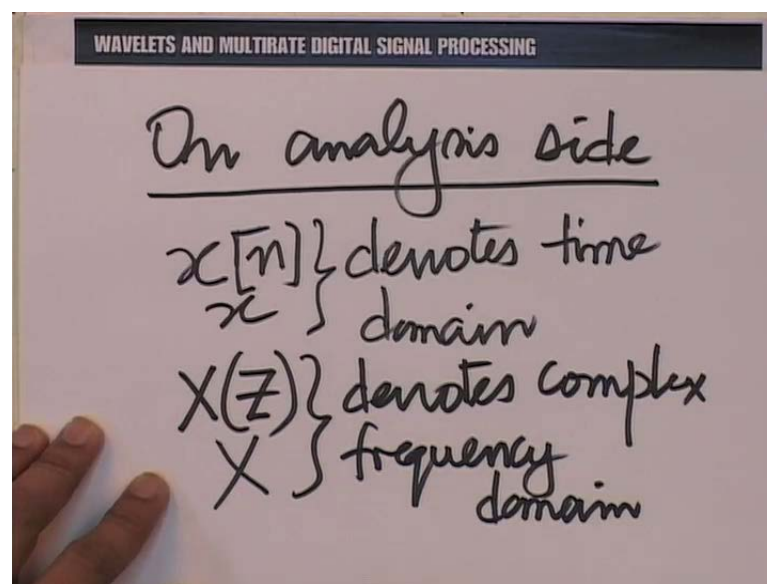 WAVELETS AND MULTIRATE DIGITAL SIGNAL PROCESSING
On analysis side
x[n] } denotes time
x } domain
X(Z) } denotes complex
X } frequency
domain